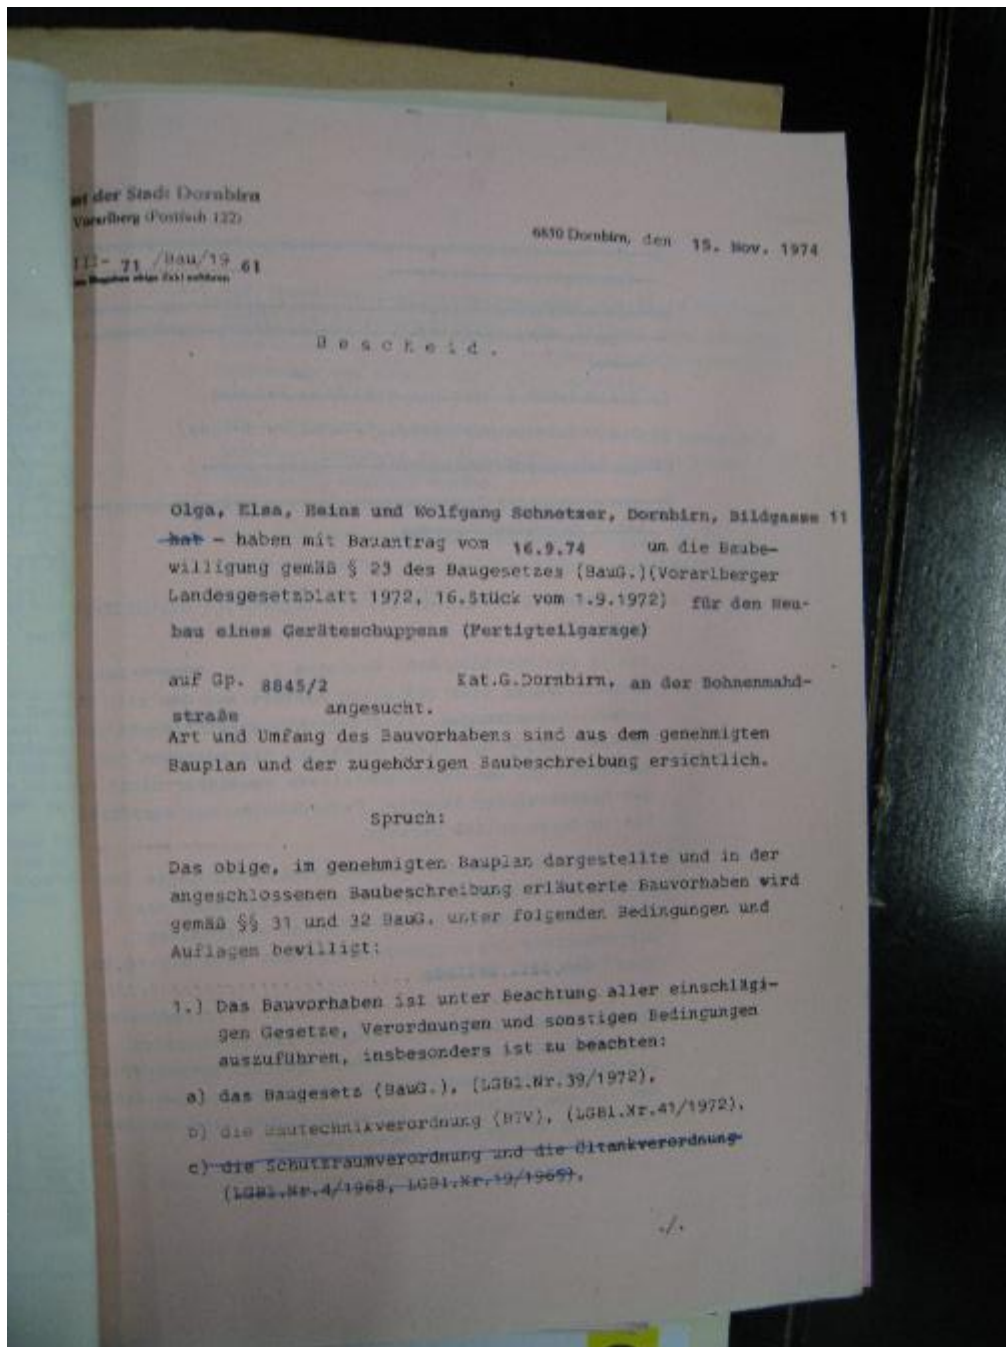 der Stadt Dornbirn
Vorarlberg (Postfach 122)
6850 Dornbirn, den 15. Nov. 1974
III- 71 /Bau/19 61
obige Zahl anführen
B e s c h e i d .
Olga, Elsa, Heinz und Wolfgang Schnetzer, Dornbirn, Bildgasse 11
hat - haben mit Bauantrag vom 16.9.74 um die Baube-
willigung gemäß § 23 des Baugesetzes (BauG.)(Vorarlberger
Landesgesetzblatt 1972, 16.Stück vom 1.9.1972) für den Neu-
bau eines Geräteschuppens (Fertigteilgarage)
auf Gp. 8845/2 Kat.G.Dornbirn, an der Bohnenmahd-
straße angesucht.
Art und Umfang des Bauvorhabens sind aus dem genehmigten
Bauplan und der zugehörigen Baubeschreibung ersichtlich.
Spruch:
Das obige, im genehmigten Bauplan dargestellte und in der
angeschlossenen Baubeschreibung erläuterte Bauvorhaben wird
gemäß §§ 31 und 32 BauG. unter folgenden Bedingungen und
Auflagen bewilligt:
1.) Das Bauvorhaben ist unter Beachtung aller einschlägi-
gen Gesetze, Verordnungen und sonstigen Bedingungen
auszuführen, insbesonders ist zu beachten:
a) das Baugesetz (BauG.), (LGBl.Nr.39/1972),
b) die Bautechnikverordnung (BTV), (LGBl.Nr.41/1972),
c) die Schutzraumverordnung und die Öltankverordnung
(LGBl.Nr.4/1968, LGBl.Nr.19/1965),
./.